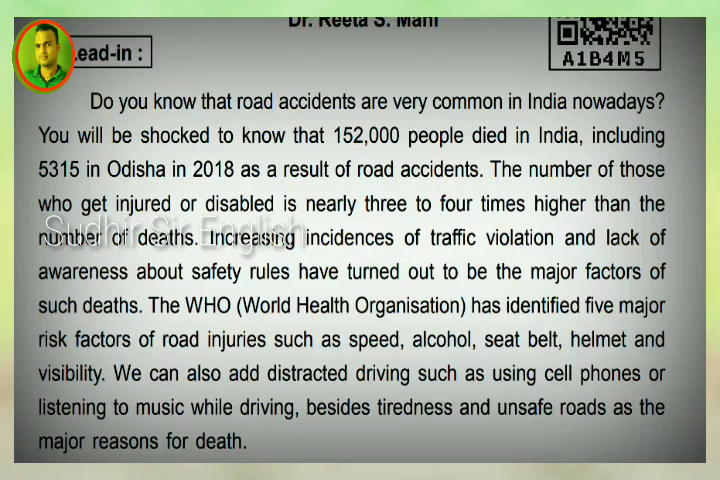 Dr. Reeta S. Mani
Lead-in :
A1B4M5
Do you know that road accidents are very common in India nowadays?
You will be shocked to know that 152,000 people died in India, including
5315 in Odisha in 2018 as a result of road accidents. The number of those
who get injured or disabled is nearly three to four times higher than the
number of deaths. Increasing incidences of traffic violation and lack of
Sudhir Sir English
awareness about safety rules have turned out to be the major factors of
such deaths. The WHO (World Health Organisation) has identified five major
risk factors of road injuries such as speed, alcohol, seat belt, helmet and
visibility. We can also add distracted driving such as using cell phones or
listening to music while driving, besides tiredness and unsafe roads as the
major reasons for death.